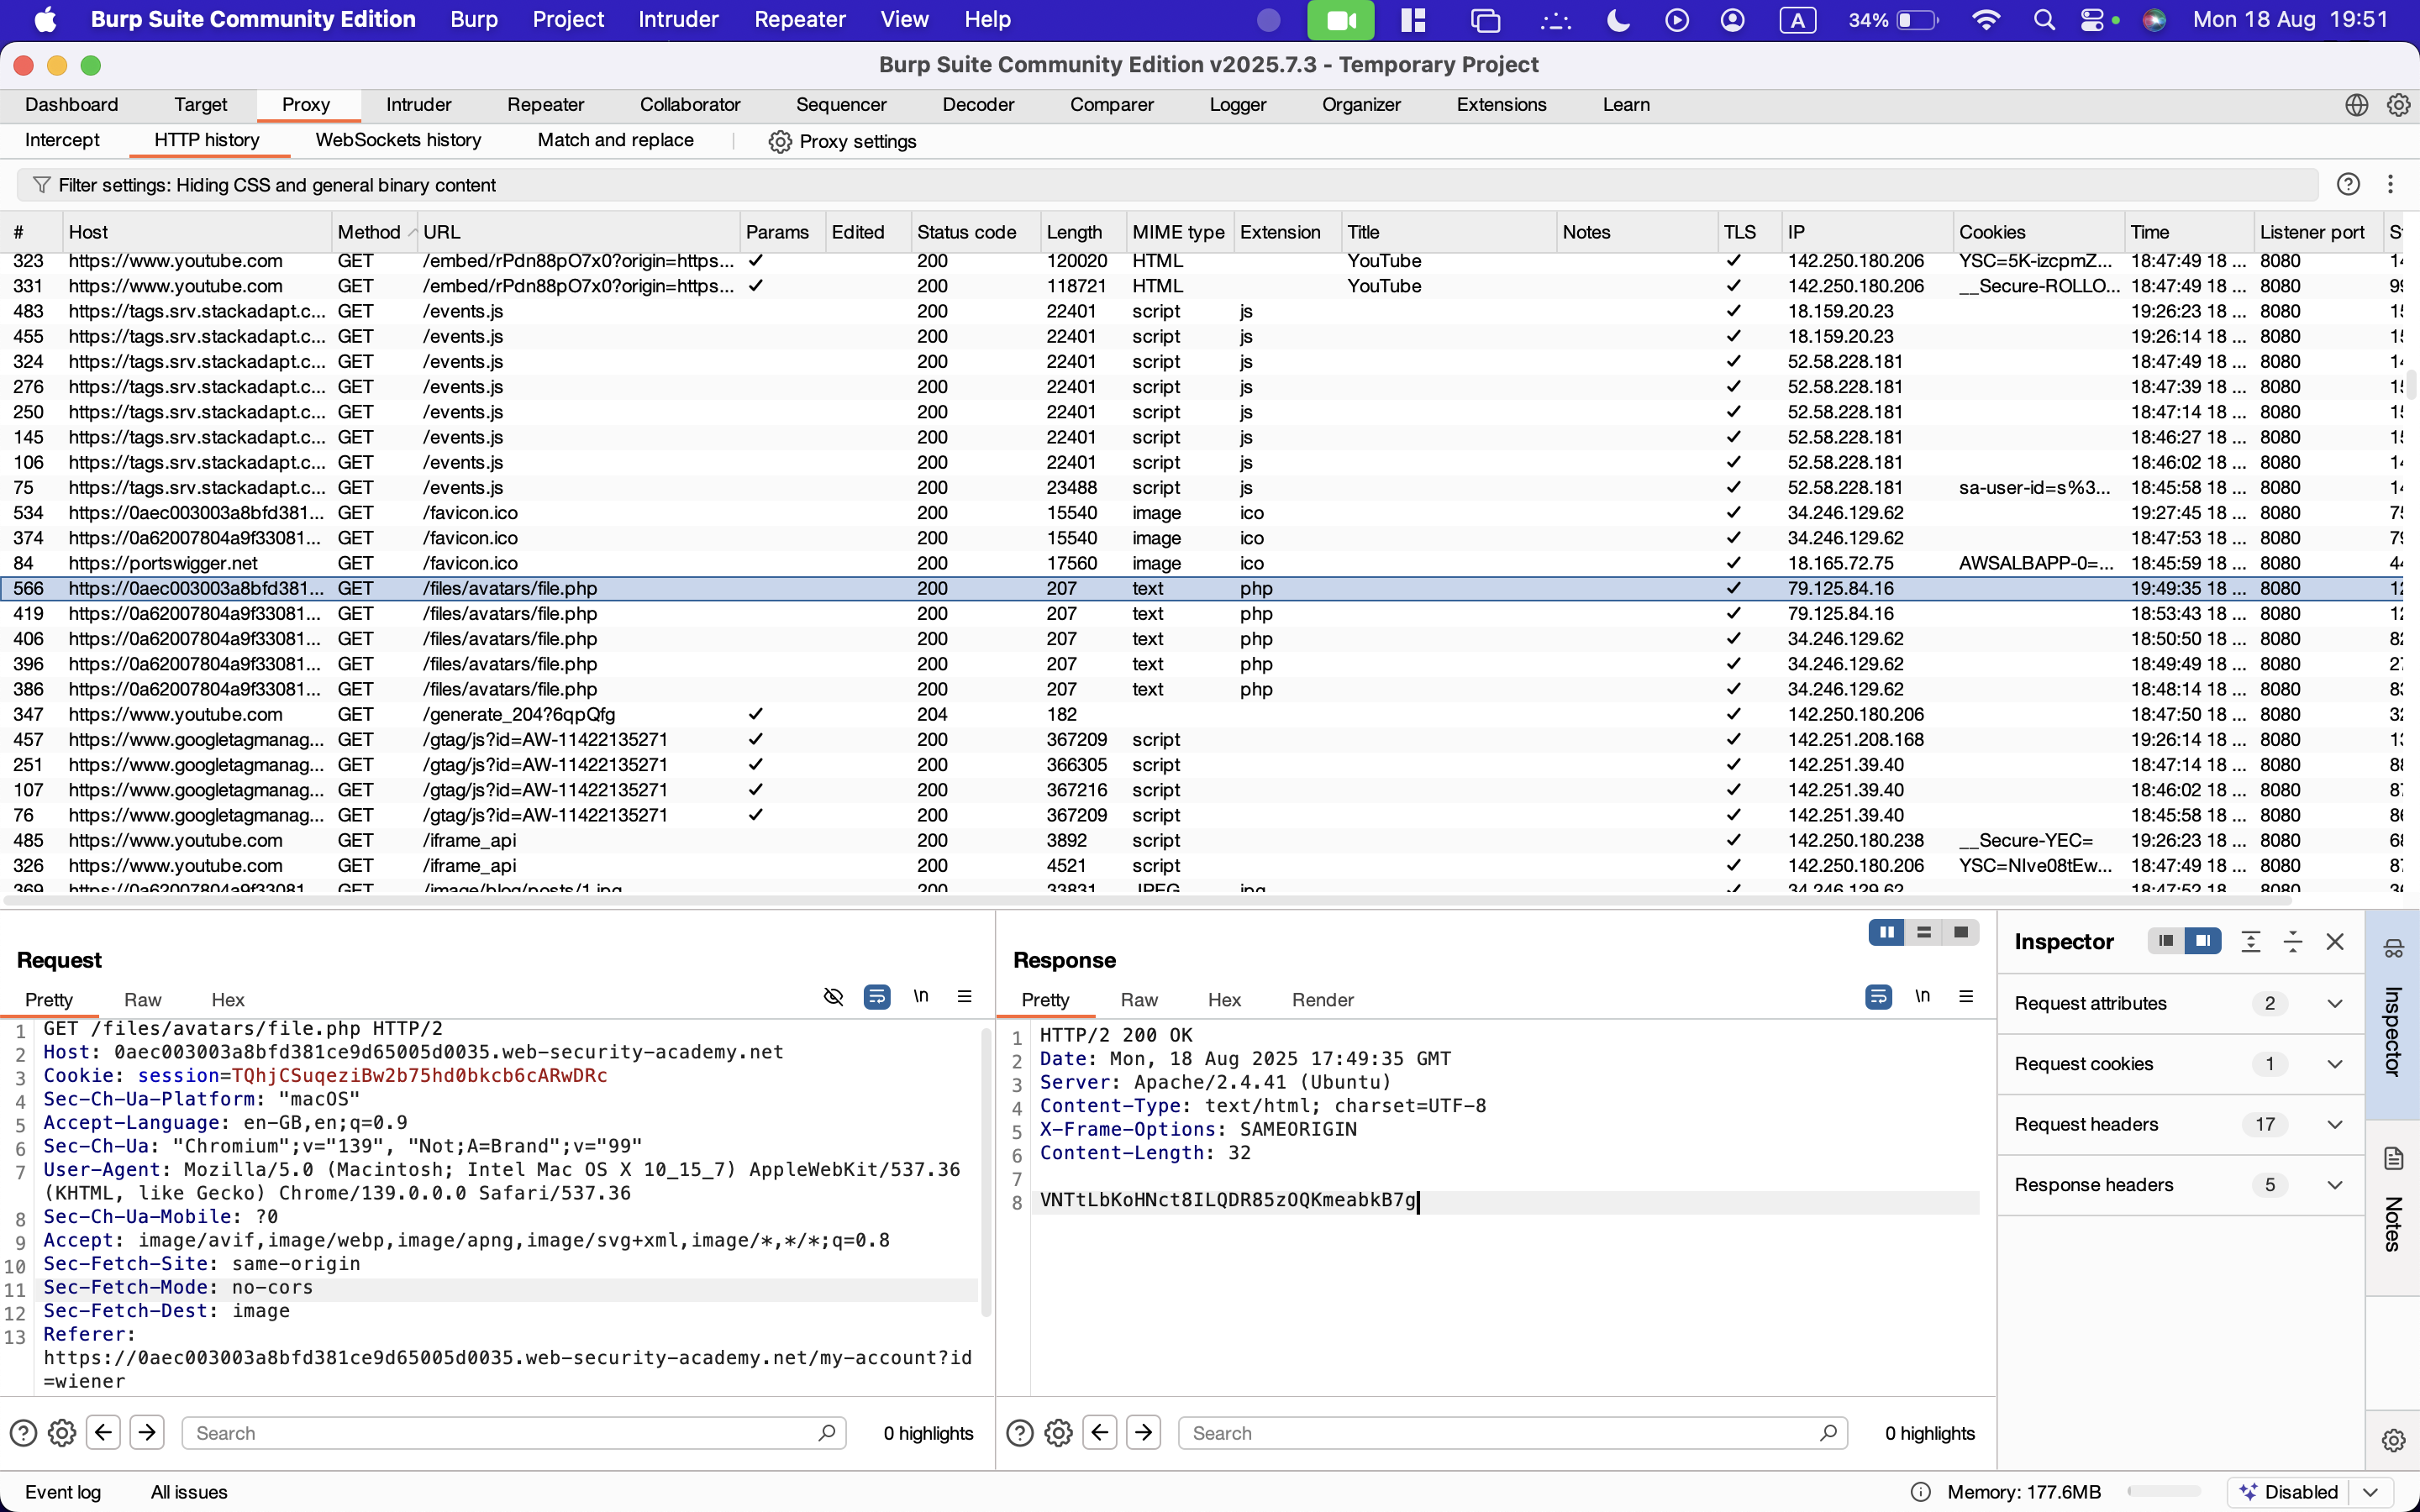 Burp Suite Community Edition Burp Project Intruder Repeater View Help A 34% Mon 18 Aug 19:51
Burp Suite Community Edition v2025.7.3 - Temporary Project
Dashboard Target Proxy Intruder Repeater Collaborator Sequencer Decoder Comparer Logger Organizer Extensions Learn
Intercept HTTP history WebSockets history Match and replace Proxy settings
Filter settings: Hiding CSS and general binary content
# Host Method URL Params Edited Status code Length MIME type Extension Title Notes TLS IP Cookies Time Listener port
323 https://www.youtube.com GET /embed/rPdn88pO7x0?origin=https... ✓ 200 120020 HTML YouTube ✓ 142.250.180.206 YSC=5K-izcpmZ... 18:47:49 18 ... 8080
331 https://www.youtube.com GET /embed/rPdn88pO7x0?origin=https... ✓ 200 118721 HTML YouTube ✓ 142.250.180.206 __Secure-ROLLO... 18:47:49 18 ... 8080
483 https://tags.srv.stackadapt.c... GET /events.js 200 22401 script js ✓ 18.159.20.23 19:26:23 18 ... 8080
455 https://tags.srv.stackadapt.c... GET /events.js 200 22401 script js ✓ 18.159.20.23 19:26:14 18 ... 8080
324 https://tags.srv.stackadapt.c... GET /events.js 200 22401 script js ✓ 52.58.228.181 18:47:49 18 ... 8080
276 https://tags.srv.stackadapt.c... GET /events.js 200 22401 script js ✓ 52.58.228.181 18:47:39 18 ... 8080
250 https://tags.srv.stackadapt.c... GET /events.js 200 22401 script js ✓ 52.58.228.181 18:47:14 18 ... 8080
145 https://tags.srv.stackadapt.c... GET /events.js 200 22401 script js ✓ 52.58.228.181 18:46:27 18 ... 8080
106 https://tags.srv.stackadapt.c... GET /events.js 200 22401 script js ✓ 52.58.228.181 18:46:02 18 ... 8080
75 https://tags.srv.stackadapt.c... GET /events.js 200 23488 script js ✓ 52.58.228.181 sa-user-id=s%3... 18:45:58 18 ... 8080
534 https://0aec003003a8bfd381... GET /favicon.ico 200 15540 image ico ✓ 34.246.129.62 19:27:45 18 ... 8080
374 https://0a62007804a9f33081... GET /favicon.ico 200 15540 image ico ✓ 34.246.129.62 18:47:53 18 ... 8080
84 https://portswigger.net GET /favicon.ico 200 17560 image ico ✓ 18.165.72.75 AWSALBAPP-0=... 18:45:59 18 ... 8080
566 https://0aec003003a8bfd381... GET /files/avatars/file.php 200 207 text php ✓ 79.125.84.16 19:49:35 18 ... 8080
419 https://0a62007804a9f33081... GET /files/avatars/file.php 200 207 text php ✓ 79.125.84.16 18:53:43 18 ... 8080
406 https://0a62007804a9f33081... GET /files/avatars/file.php 200 207 text php ✓ 34.246.129.62 18:50:50 18 ... 8080
396 https://0a62007804a9f33081... GET /files/avatars/file.php 200 207 text php ✓ 34.246.129.62 18:49:49 18 ... 8080
386 https://0a62007804a9f33081... GET /files/avatars/file.php 200 207 text php ✓ 34.246.129.62 18:48:14 18 ... 8080
347 https://www.youtube.com GET /generate_204?6qpQfg ✓ 204 182 ✓ 142.250.180.206 18:47:50 18 ... 8080
457 https://www.googletagmanag... GET /gtag/js?id=AW-11422135271 ✓ 200 367209 script ✓ 142.251.208.168 19:26:14 18 ... 8080
251 https://www.googletagmanag... GET /gtag/js?id=AW-11422135271 ✓ 200 366305 script ✓ 142.251.39.40 18:47:14 18 ... 8080
107 https://www.googletagmanag... GET /gtag/js?id=AW-11422135271 ✓ 200 367216 script ✓ 142.251.39.40 18:46:02 18 ... 8080
76 https://www.googletagmanag... GET /gtag/js?id=AW-11422135271 ✓ 200 367209 script ✓ 142.251.39.40 18:45:58 18 ... 8080
485 https://www.youtube.com GET /iframe_api 200 3892 script ✓ 142.250.180.238 __Secure-YEC= 19:26:23 18 ... 8080
326 https://www.youtube.com GET /iframe_api 200 4521 script ✓ 142.250.180.206 YSC=NIve08tEw... 18:47:49 18 ... 8080
369 https://0a62007804a9f33081 GET /image/blog/posts/1.jpg 200 33831 JPEG jpg ✓ 34.246.129.62 18:47:52 18 8080
Request
Pretty Raw Hex \n
1 GET /files/avatars/file.php HTTP/2
2 Host: 0aec003003a8bfd381ce9d65005d0035.web-security-academy.net
3 Cookie: session=TQhjCSuqeziBw2b75hd0bkcb6cARwDRc
4 Sec-Ch-Ua-Platform: "macOS"
5 Accept-Language: en-GB,en;q=0.9
6 Sec-Ch-Ua: "Chromium";v="139", "Not;A=Brand";v="99"
7 User-Agent: Mozilla/5.0 (Macintosh; Intel Mac OS X 10_15_7) AppleWebKit/537.36
(KHTML, like Gecko) Chrome/139.0.0.0 Safari/537.36
8 Sec-Ch-Ua-Mobile: ?0
9 Accept: image/avif,image/webp,image/apng,image/svg+xml,image/*,*/*;q=0.8
10 Sec-Fetch-Site: same-origin
11 Sec-Fetch-Mode: no-cors
12 Sec-Fetch-Dest: image
13 Referer:
https://0aec003003a8bfd381ce9d65005d0035.web-security-academy.net/my-account?id
=wiener
Search 0 highlights
Response
Pretty Raw Hex Render \n
1 HTTP/2 200 OK
2 Date: Mon, 18 Aug 2025 17:49:35 GMT
3 Server: Apache/2.4.41 (Ubuntu)
4 Content-Type: text/html; charset=UTF-8
5 X-Frame-Options: SAMEORIGIN
6 Content-Length: 32
7
8 VNTtLbKoHNct8ILQDR85zOQKmeabkB7g
Search 0 highlights
Inspector
Request attributes 2
Request cookies 1
Request headers 17
Response headers 5
Inspector
Notes
Event log All issues Memory: 177.6MB Disabled